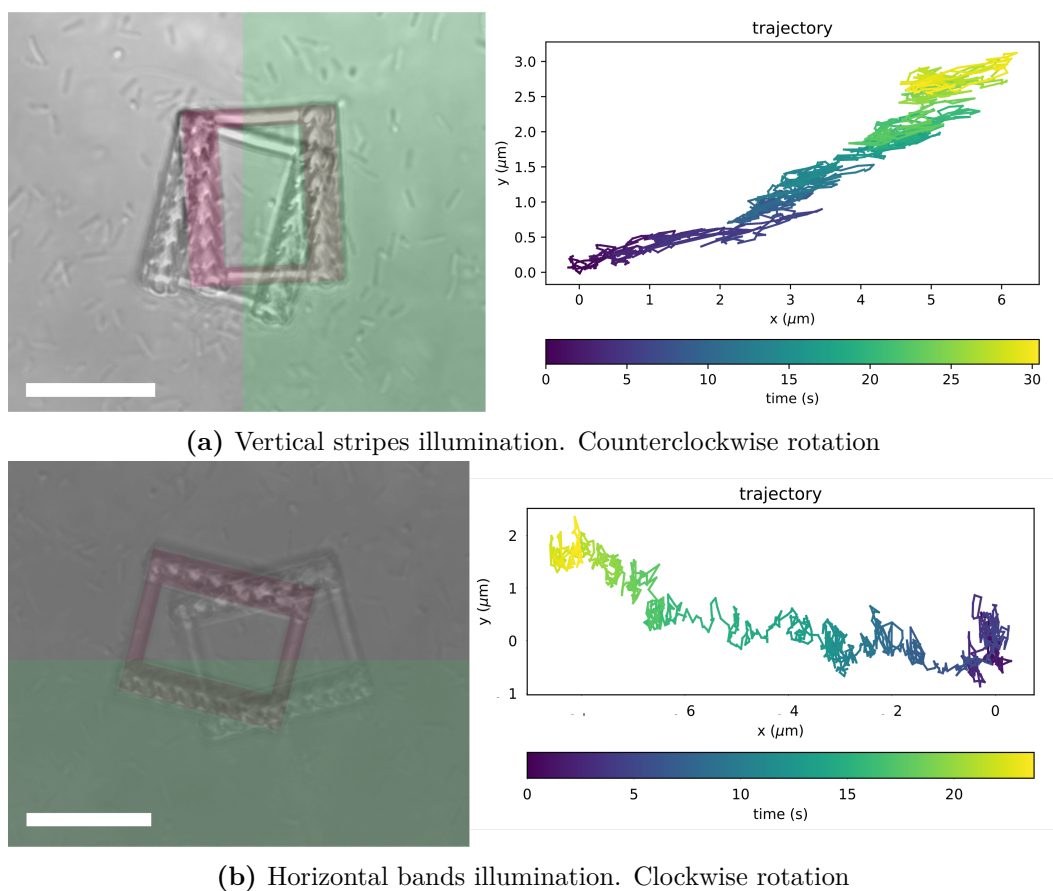 trajectory
3.0
2.5
2.0
1.5
1.0
0.5
0.0
y (μm)
0 1 2 3 4 5 6
x (μm)
0 5 10 15 20 25 30
time (s)
(a) Vertical stripes illumination. Counterclockwise rotation
trajectory
2
1
0
1
y (μm)
6 4 2 0
x (μm)
0 5 10 15 20
time (s)
(b) Horizontal bands illumination. Clockwise rotation